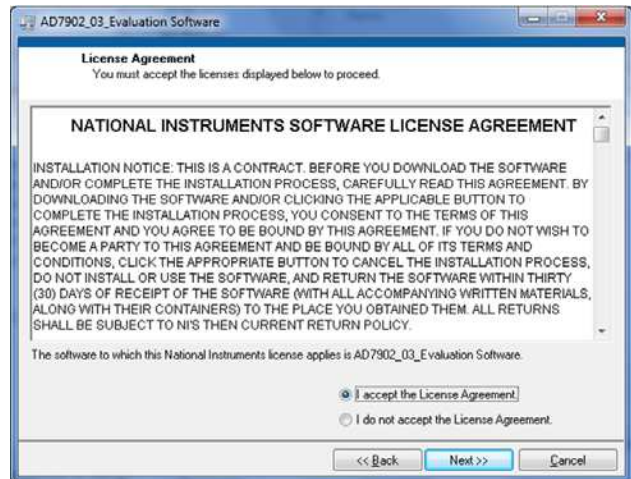 AD7902_03_Evaluation Software
License Agreement
You must accept the licenses displayed below to proceed.
NATIONAL INSTRUMENTS SOFTWARE LICENSE AGREEMENT
INSTALLATION NOTICE: THIS IS A CONTRACT. BEFORE YOU DOWNLOAD THE SOFTWARE
AND/OR COMPLETE THE INSTALLATION PROCESS, CAREFULLY READ THIS AGREEMENT. BY
DOWNLOADING THE SOFTWARE AND/OR CLICKING THE APPLICABLE BUTTON TO
COMPLETE THE INSTALLATION PROCESS, YOU CONSENT TO THE TERMS OF THIS
AGREEMENT AND YOU AGREE TO BE BOUND BY THIS AGREEMENT. IF YOU DO NOT WISH TO
BECOME A PARTY TO THIS AGREEMENT AND BE BOUND BY ALL OF ITS TERMS AND
CONDITIONS, CLICK THE APPROPRIATE BUTTON TO CANCEL THE INSTALLATION PROCESS,
DO NOT INSTALL OR USE THE SOFTWARE, AND RETURN THE SOFTWARE WITHIN THIRTY
(30) DAYS OF RECEIPT OF THE SOFTWARE (WITH ALL ACCOMPANYING WRITTEN MATERIALS,
ALONG WITH THEIR CONTAINERS) TO THE PLACE YOU OBTAINED THEM. ALL RETURNS
SHALL BE SUBJECT TO NI'S THEN CURRENT RETURN POLICY.
The software to which this National Instruments license applies is AD7902_03_Evaluation Software.
I accept the License Agreement.
I do not accept the License Agreement.
<< Back Next >> Cancel